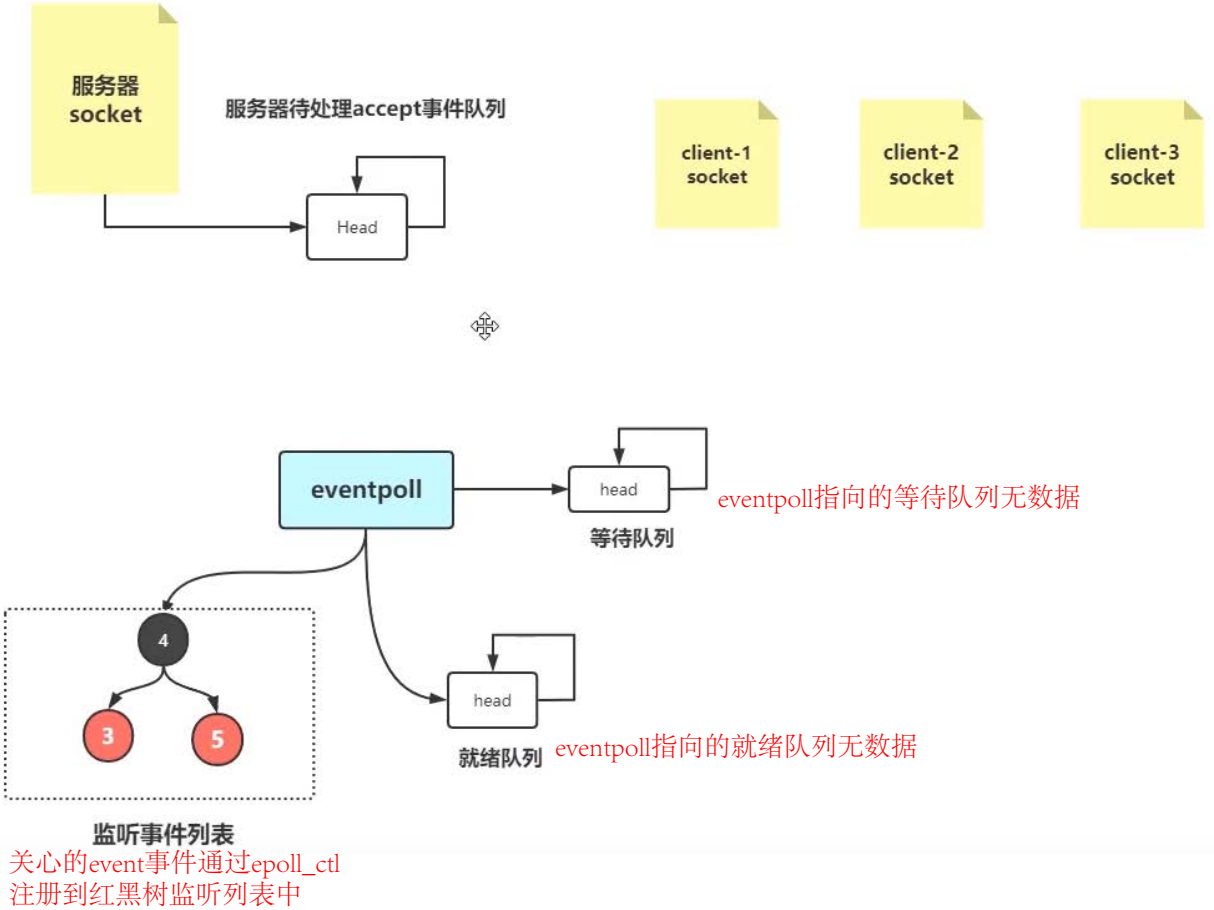 服务器
socket
服务器待处理accept事件队列
Head
client-1
socket
client-2
socket
client-3
socket
eventpoll
head
eventpoll指向的等待队列无数据
等待队列
4
3
5
head
就绪队列
eventpoll指向的就绪队列无数据
监听事件列表
关心的event事件通过epoll_ctl
注册到红黑树监听列表中